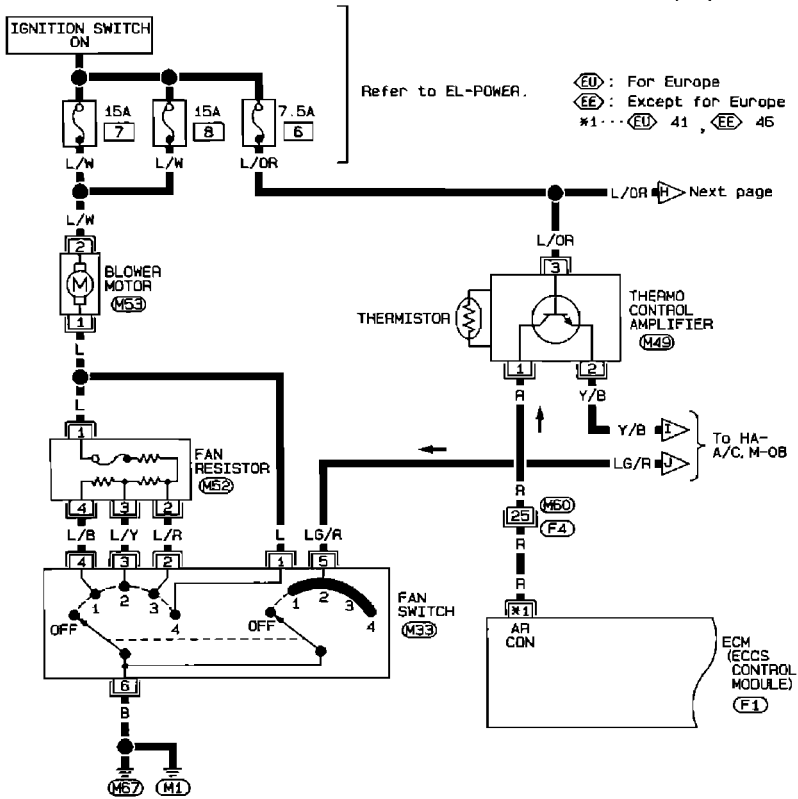 IGNITION SWITCH
ON
Refer to EL-POWER.
EU : For Europe
EE : Except for Europe
*1··· EU 41 , EE 46
15A
7
15A
8
7.5A
6
L/W
L/W
L/OR
L/W
L/OR
H
Next page
L/OR
2
BLOWER
MOTOR
M53
M
1
3
THERMISTOR
THERMO
CONTROL
AMPLIFIER
M49
1
2
L
L
R
Y/B
Y/B
I
LG/R
J
To HA-
A/C, M-08
1
FAN
RESISTOR
M52
4
3
2
L/B
L/Y
L/R
L
LG/R
R
25
M60
F4
R
R
4
3
2
1
5
1
2
3
4
OFF
1
2
3
4
OFF
FAN
SWITCH
M33
6
B
M67
M1
*1
AR
CON
ECM
(ECCS
CONTROL
MODULE)
F1